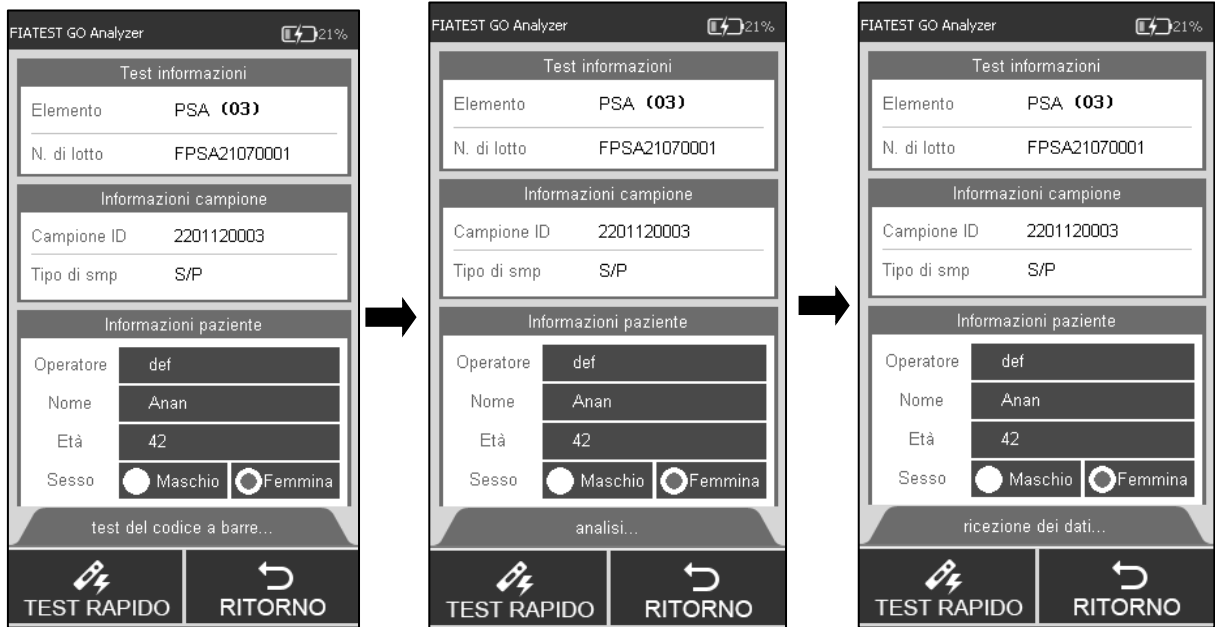 FIATEST GO Analyzer 21%
Test informazioni
Elemento PSA (03)
N. di lotto FPSA21070001
Informazioni campione
Campione ID 2201120003
Tipo di smp S/P
Informazioni paziente
Operatore def
Nome Anan
Età 42
Sesso Maschio Femmina
test del codice a barre...
TEST RAPIDO RITORNO
FIATEST GO Analyzer 21%
Test informazioni
Elemento PSA (03)
N. di lotto FPSA21070001
Informazioni campione
Campione ID 2201120003
Tipo di smp S/P
Informazioni paziente
Operatore def
Nome Anan
Età 42
Sesso Maschio Femmina
analisi...
TEST RAPIDO RITORNO
FIATEST GO Analyzer 21%
Test informazioni
Elemento PSA (03)
N. di lotto FPSA21070001
Informazioni campione
Campione ID 2201120003
Tipo di smp S/P
Informazioni paziente
Operatore def
Nome Anan
Età 42
Sesso Maschio Femmina
ricezione dei dati...
TEST RAPIDO RITORNO